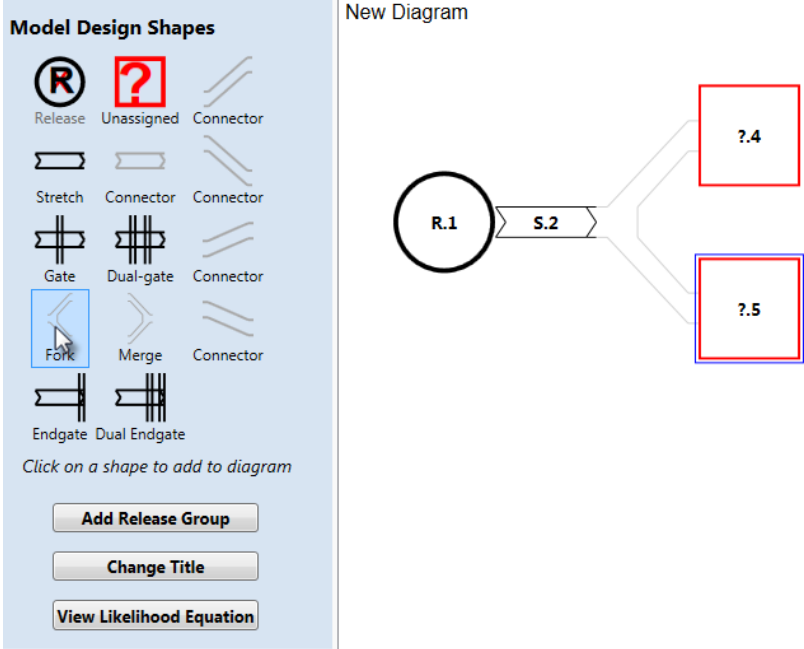 Model Design Shapes
R
?
Release
Unassigned
Connector
Stretch
Connector
Connector
Gate
Dual-gate
Connector
Fork
Merge
Connector
Endgate
Dual Endgate
Click on a shape to add to diagram
Add Release Group
Change Title
View Likelihood Equation
New Diagram
R.1
S.2
?.4
?.5